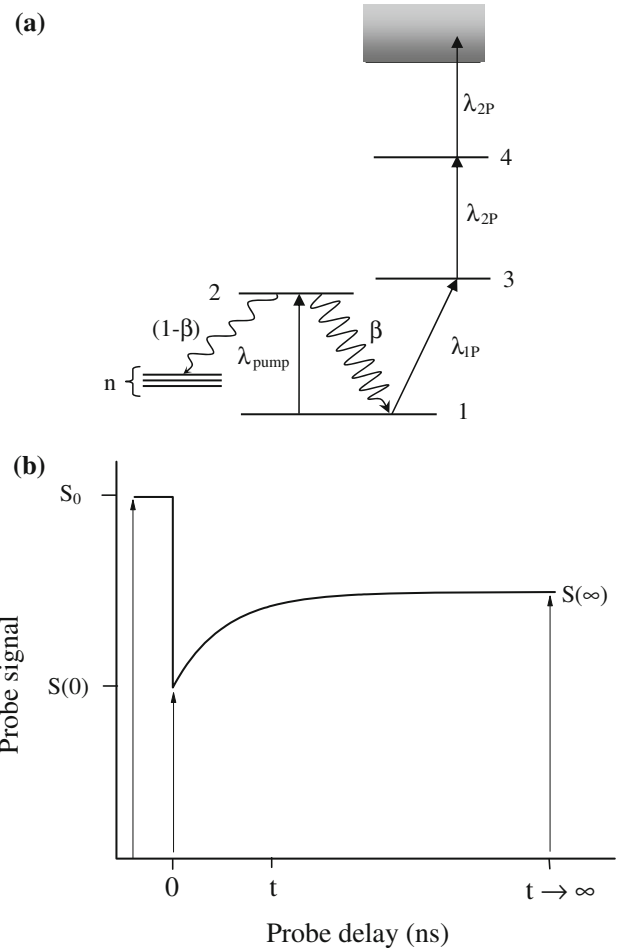 (a)
λ2P
4
λ2P
3
2
(1-β)
λpump
β
λ1P
n
1
(b)
S0
S(∞)
S(0)
Probe signal
0
t
t → ∞
Probe delay (ns)